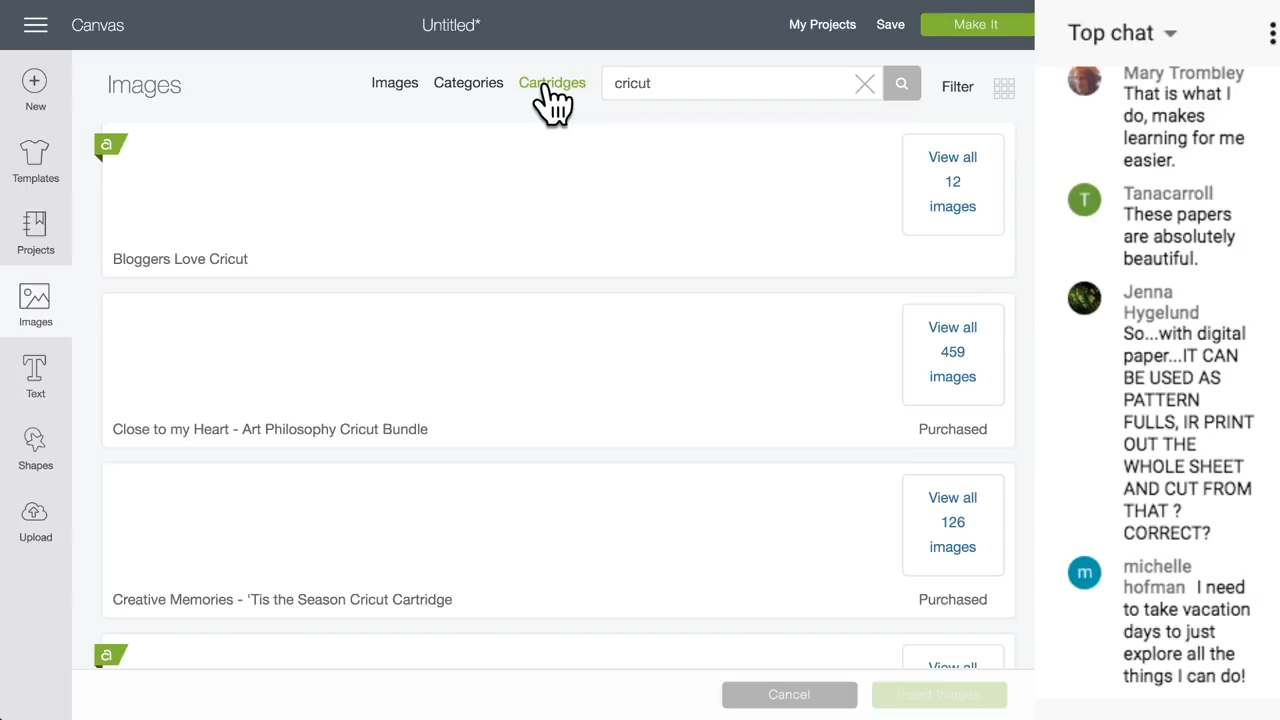 Canvas
Untitled*
My Projects
Save
Make It
New
Templates
Projects
Images
Text
Shapes
Upload
Images
Images
Categories
Cartridges
cricut
Filter
a
View all
12
images
Bloggers Love Cricut
View all
459
images
Close to my Heart - Art Philosophy Cricut Bundle
Purchased
View all
126
images
Creative Memories - 'Tis the Season Cricut Cartridge
Purchased
a
View all
Cancel
Insert Images
Top chat
Mary Trombley
That is what I
do, makes
learning for me
easier.
T
Tanacarroll
These papers
are absolutely
beautiful.
Jenna
Hygelund
So...with digital
paper...IT CAN
BE USED AS
PATTERN
FULLS, IR PRINT
OUT THE
WHOLE SHEET
AND CUT FROM
THAT ?
CORRECT?
m
michelle
hofman I need
to take vacation
days to just
explore all the
things I can do!